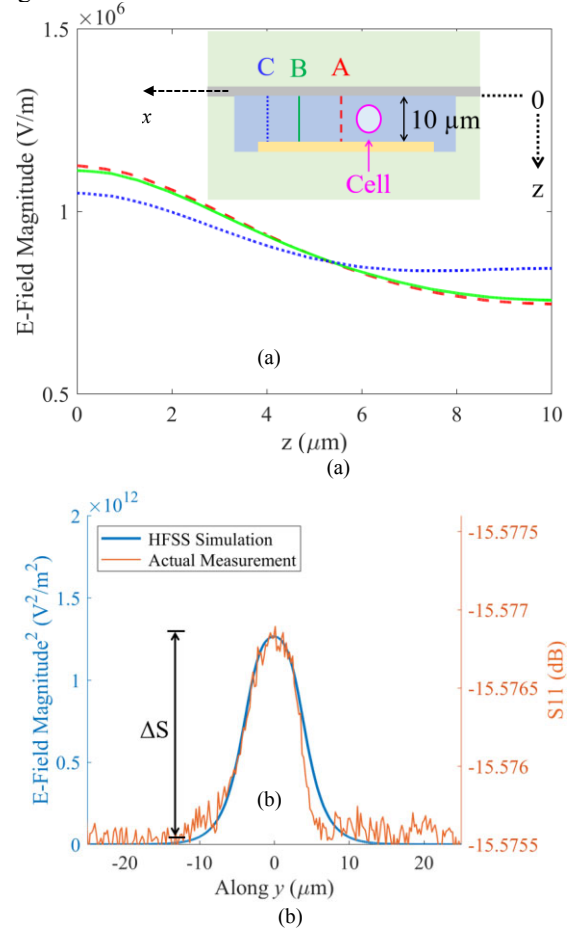 ×10⁶
1.5
1
0.5
E-Field Magnitude (V/m)
C B A
x
0
10 μm
z
Cell
(a)
0 2 4 6 8 10
z (μm)
(a)
×10¹²
2
1.5
1
0.5
0
E-Field Magnitude² (V²/m²)
HFSS Simulation
Actual Measurement
ΔS
(b)
-15.5775
-15.577
-15.5765
-15.576
-15.5755
S11 (dB)
-20 -10 0 10 20
Along y (μm)
(b)